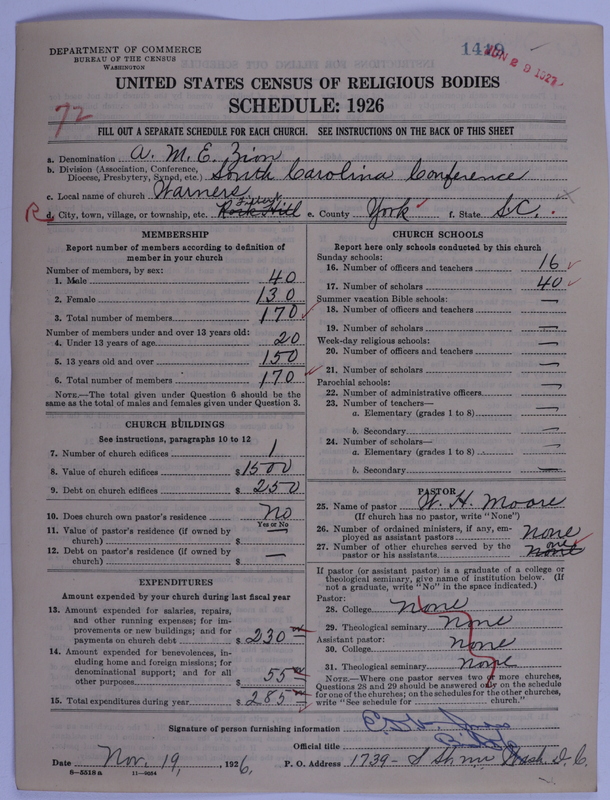 DEPARTMENT OF COMMERCE
BUREAU OF THE CENSUS
WASHINGTON
1419
JUN 29 1927
UNITED STATES CENSUS OF RELIGIOUS BODIES
SCHEDULE: 1926
72
FILL OUT A SEPARATE SCHEDULE FOR EACH CHURCH. SEE INSTRUCTIONS ON THE BACK OF THIS SHEET
a. Denomination A. M. E. Zion
b. Division (Association, Conference, Diocese, Presbytery, Synod, etc.) South Carolina Conference
c. Local name of church Warners
R d. City, town, village, or township, etc. Rock Hill e. County York f. State S.C.
MEMBERSHIP
Report number of members according to definition of member in your church
Number of members, by sex:
1. Male 40
2. Female 130
3. Total number of members 170
Number of members under and over 13 years old:
4. Under 13 years of age 20
5. 13 years old and over 150
6. Total number of members 170
NOTE.—The total given under Question 6 should be the same as the total of males and females given under Question 3.
CHURCH BUILDINGS
See instructions, paragraphs 10 to 12
7. Number of church edifices 1
8. Value of church edifices $1500
9. Debt on church edifices $250
10. Does church own pastor's residence No
Yes or No
11. Value of pastor's residence (if owned by church) $ —
12. Debt on pastor's residence (if owned by church) $ —
EXPENDITURES
Amount expended by your church during last fiscal year
13. Amount expended for salaries, repairs, and other running expenses; for improvements or new buildings; and for payments on church debt $230
14. Amount expended for benevolences, including home and foreign missions; for denominational support; and for all other purposes $55
15. Total expenditures during year $285
CHURCH SCHOOLS
Report here only schools conducted by this church
Sunday schools:
16. Number of officers and teachers 16
17. Number of scholars 40
Summer vacation Bible schools:
18. Number of officers and teachers —
19. Number of scholars —
Week-day religious schools:
20. Number of officers and teachers —
21. Number of scholars —
Parochial schools:
22. Number of administrative officers —
23. Number of teachers—
a. Elementary (grades 1 to 8) —
b. Secondary —
24. Number of scholars—
a. Elementary (grades 1 to 8) —
b. Secondary —
PASTOR
25. Name of pastor W. H. Moore
(If church has no pastor, write "None")
26. Number of ordained ministers, if any, employed as assistant pastors None
27. Number of other churches served by the pastor or his assistants None one
If pastor (or assistant pastor) is a graduate of a college or theological seminary, give name of institution below. (If not a graduate, write "No" in the space indicated.)
Pastor:
28. College None
29. Theological seminary None
Assistant pastor:
30. College None
31. Theological seminary None
NOTE.—Where one pastor serves two or more churches, Questions 28 and 29 should be answered only on the schedule for one of the churches; on the schedules for the other churches, write "See schedule for church."
Signature of person furnishing information
Official title Bishop
Date Nov. 19, 1926. P. O. Address 1739- S St nw Wash. D. C.
8-5518a 11-9054